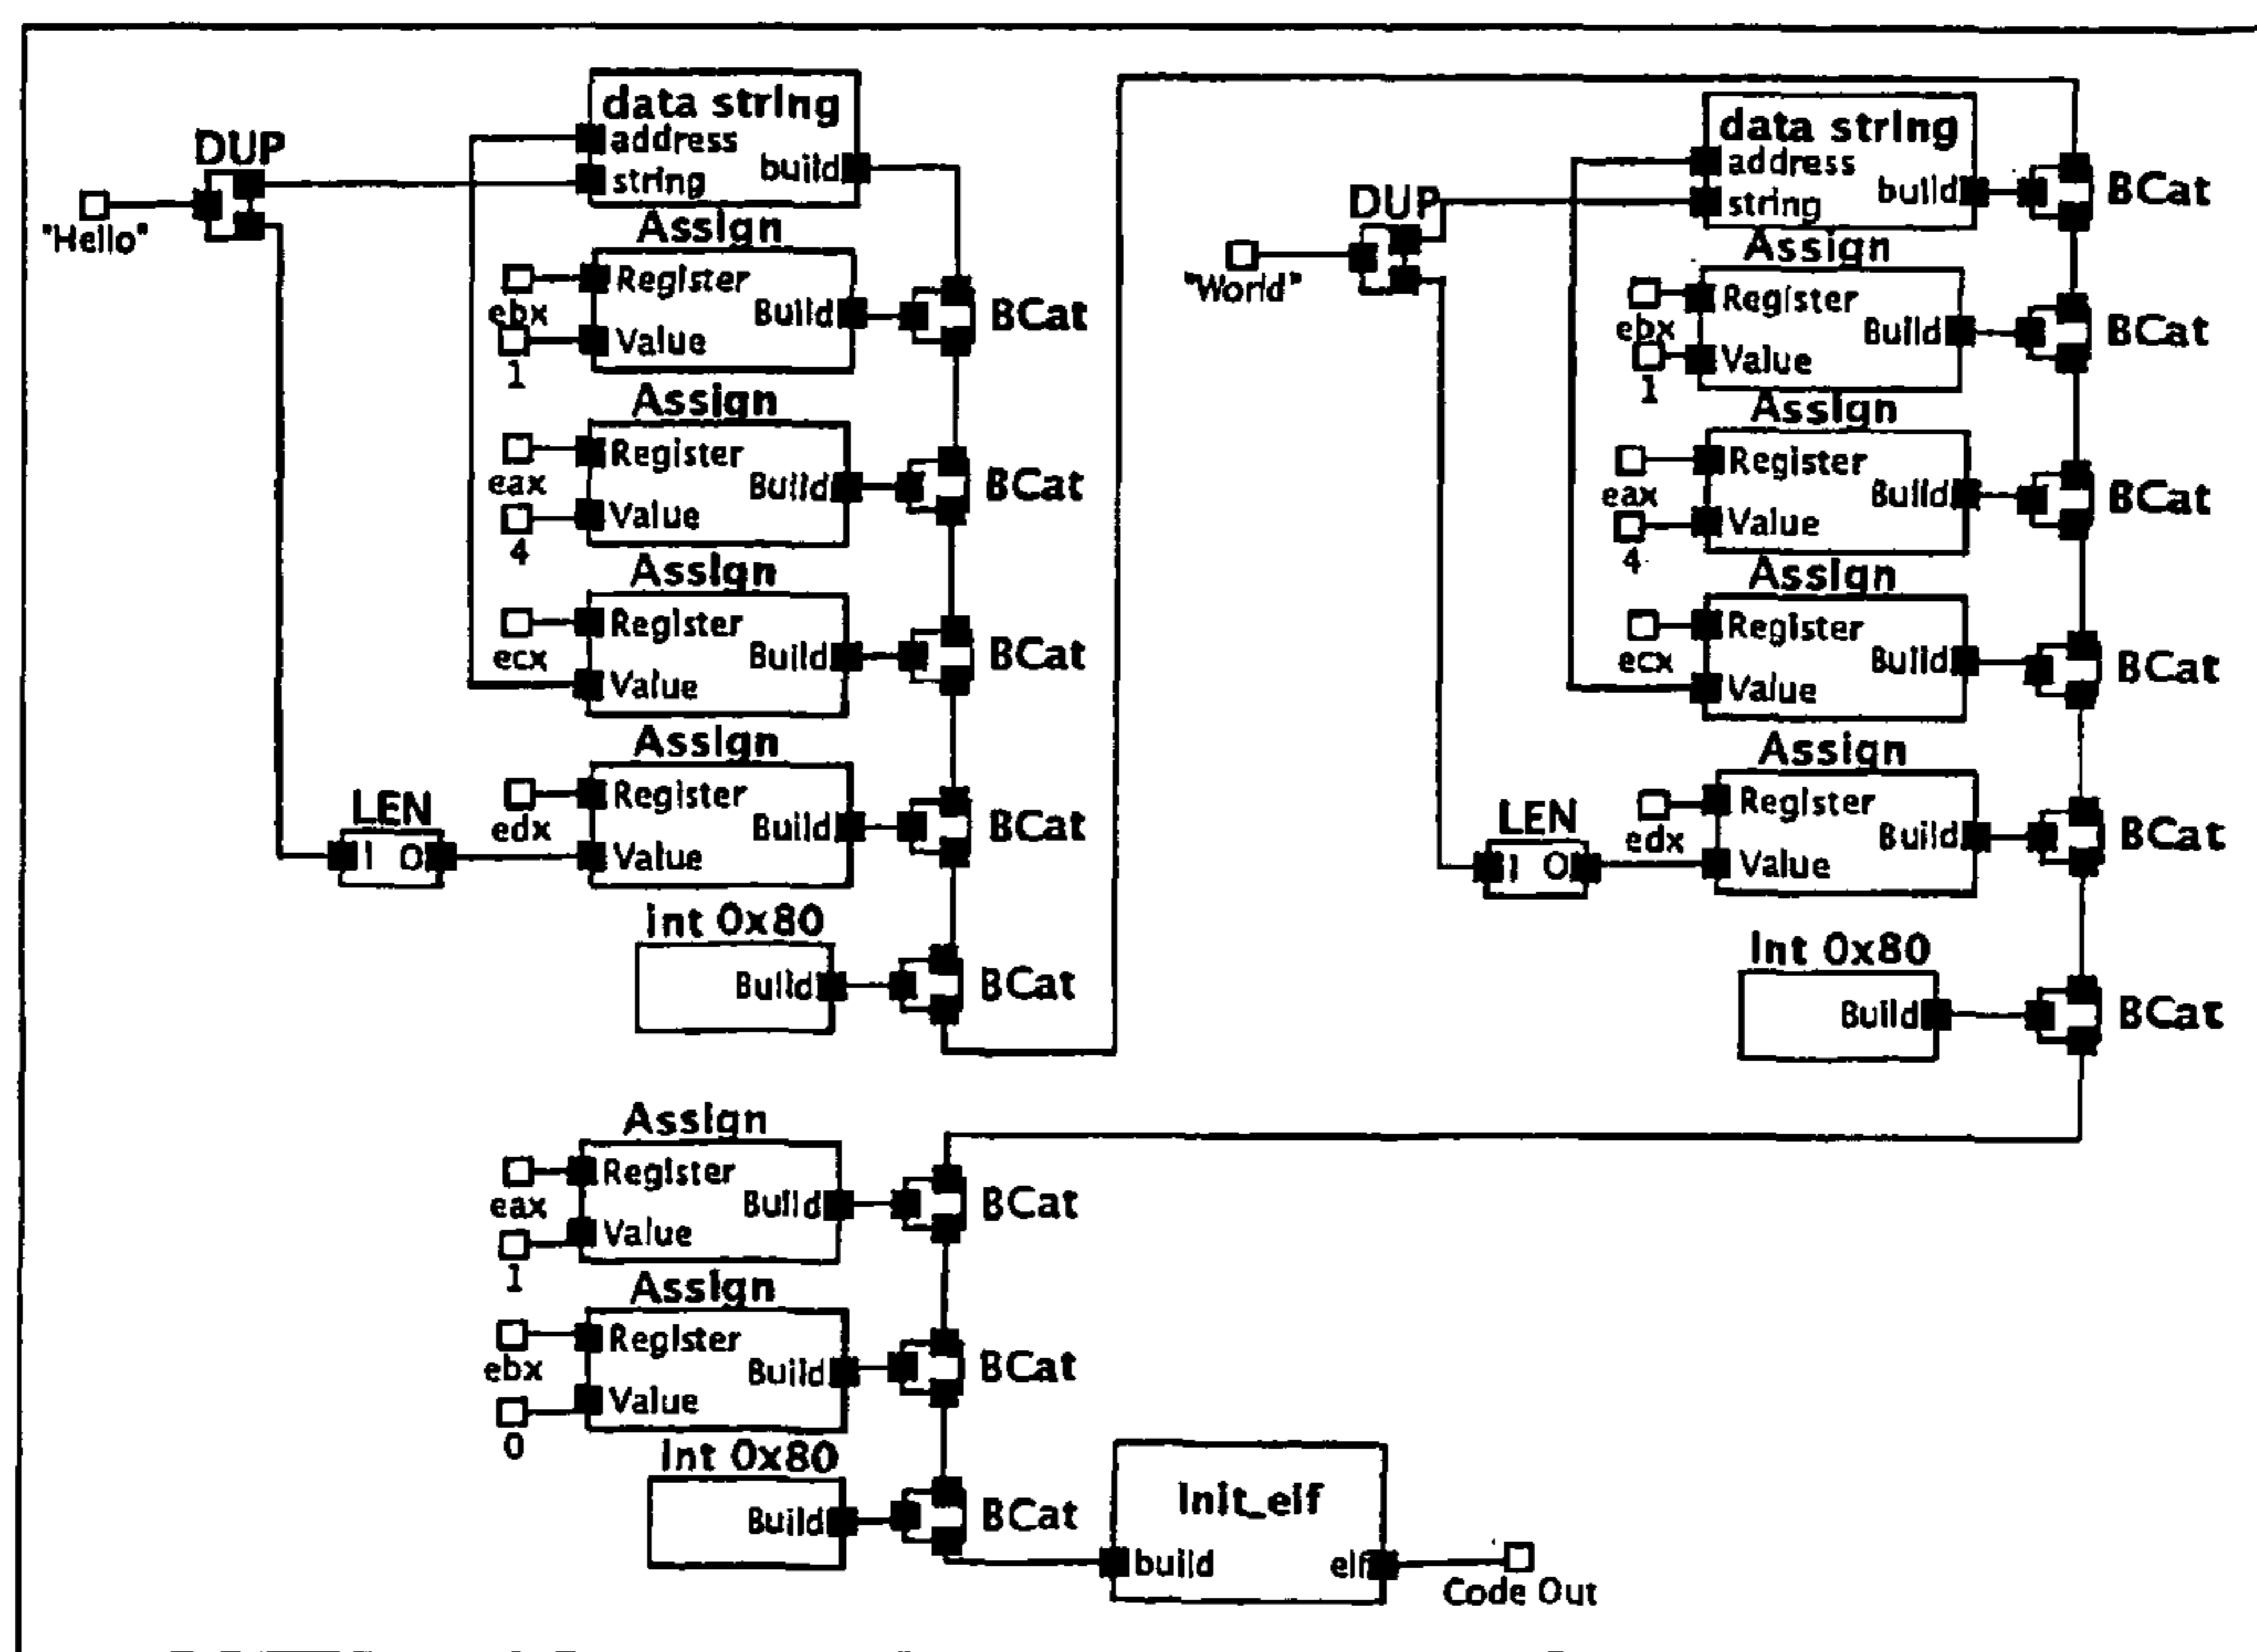 data string
address
DUP
build
string
"Hello"
Assign
Register
ebx
Build
BCat
Value
1
Assign
Register
eax
Build
BCat
Value
4
Assign
Register
ecx
Build
BCat
Value
Assign
LEN
Register
edx
Build
BCat
I O
Value
int 0x80
Build
BCat
data string
address
DUP
build
BCat
string
"World"
Assign
Register
ebx
Build
BCat
Value
1
Assign
Register
eax
Build
BCat
Value
4
Assign
Register
ecx
Build
BCat
Value
Assign
LEN
Register
edx
Build
BCat
I O
Value
Int 0x80
Build
BCat
Assign
Register
eax
Build
BCat
Value
1
Assign
Register
ebx
Build
BCat
Value
0
Int 0x80
Build
BCat
Init_elf
build
elf
Code Out